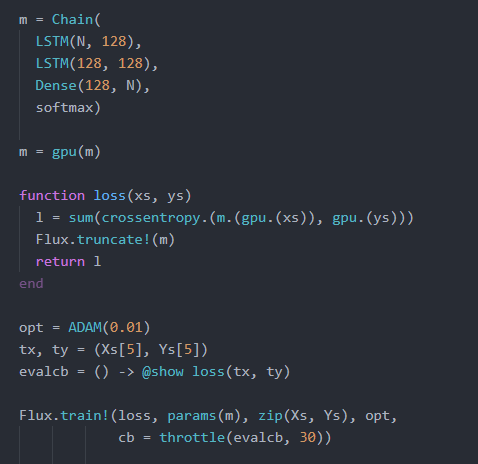 m = Chain(
LSTM(N, 128),
LSTM(128, 128),
Dense(128, N),
softmax)
m = gpu(m)
function loss(xs, ys)
l = sum(crossentropy.(m.(gpu.(xs)), gpu.(ys)))
Flux.truncate!(m)
return l
end
opt = ADAM(0.01)
tx, ty = (Xs[5], Ys[5])
evalcb = () -> @show loss(tx, ty)
Flux.train!(loss, params(m), zip(Xs, Ys), opt,
cb = throttle(evalcb, 30))